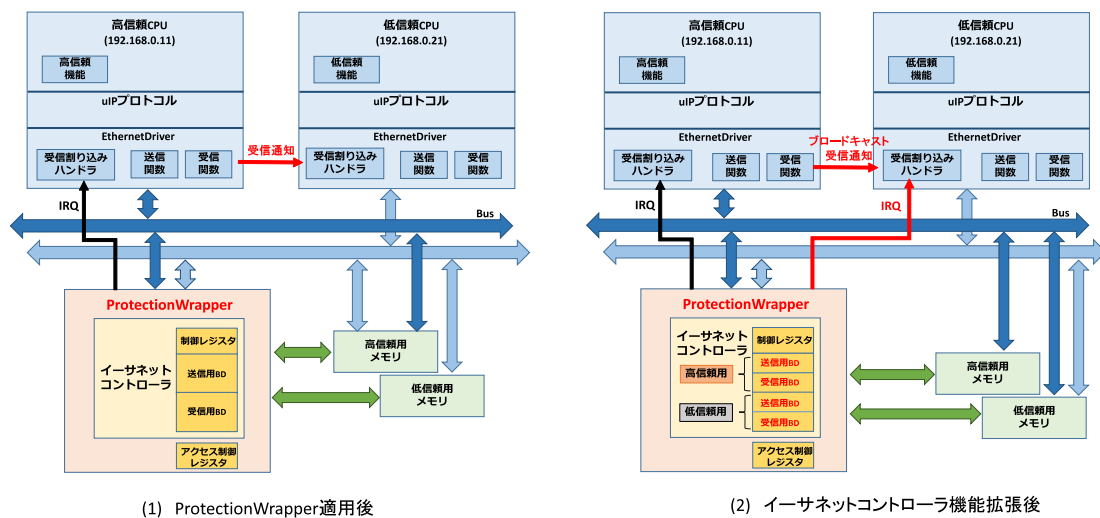 高信頼CPU
(192.168.0.11)
高信頼
機能
uIPプロトコル
EthernetDriver
受信割り込み
ハンドラ
送信
関数
受信
関数
受信通知
低信頼CPU
(192.168.0.21)
低信頼
機能
uIPプロトコル
EthernetDriver
受信割り込み
ハンドラ
送信
関数
受信
関数
IRQ
Bus
ProtectionWrapper
イーサネット
コントローラ
制御レジスタ
送信用BD
受信用BD
アクセス制御
レジスタ
高信頼用
メモリ
低信頼用
メモリ
(1) ProtectionWrapper適用後
高信頼CPU
(192.168.0.11)
高信頼
機能
uIPプロトコル
EthernetDriver
受信割り込み
ハンドラ
送信
関数
受信
関数
ブロードキャスト
受信通知
低信頼CPU
(192.168.0.21)
低信頼
機能
uIPプロトコル
EthernetDriver
受信割り込み
ハンドラ
送信
関数
受信
関数
IRQ
IRQ
Bus
ProtectionWrapper
イーサネット
コントローラ
制御レジスタ
高信頼用
送信用BD
受信用BD
低信頼用
送信用BD
受信用BD
アクセス制御
レジスタ
高信頼用
メモリ
低信頼用
メモリ
(2) イーサネットコントローラ機能拡張後